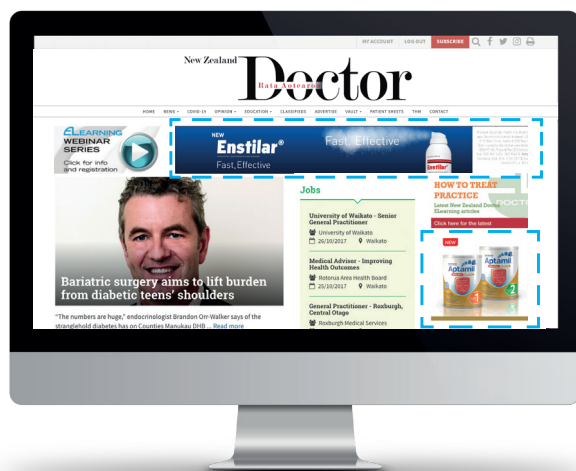 MY ACCOUNT LOG OUT SUBSCRIBE
New Zealand
Doctor
Rata Aotearoa
HOME NEWS COVID-19 OPINION EDUCATION CLASSIFIEDS ADVERTISE VAULT PATIENT SHEETS THM CONTACT
ELEARNING
WEBINAR
SERIES
Click for info
and registration
NEW
Enstilar®
Fast, Effective
Fast, Effective
Enstilar
HOW TO TREAT
PRACTICE
Latest New Zealand Doctor
ELearning articles
DOCTO
Click here for the latest
Bariatric surgery aims to lift burden
from diabetic teens' shoulders
"The numbers are huge," endocrinologist Brandon Orr-Walker says of the
stranglehold diabetes has on Counties Manukau DHB ... Read more
Jobs
University of Waikato - Senior
General Practitioner
University of Waikato
26/10/2017 Waikato
Medical Advisor - Improving
Health Outcomes
Rotorua Area Health Board
25/10/2017 Waikato
General Practitioner - Roxburgh,
Central Otago
Roxburgh Medical Services
NEW
Aptamil
1
Aptamil
2